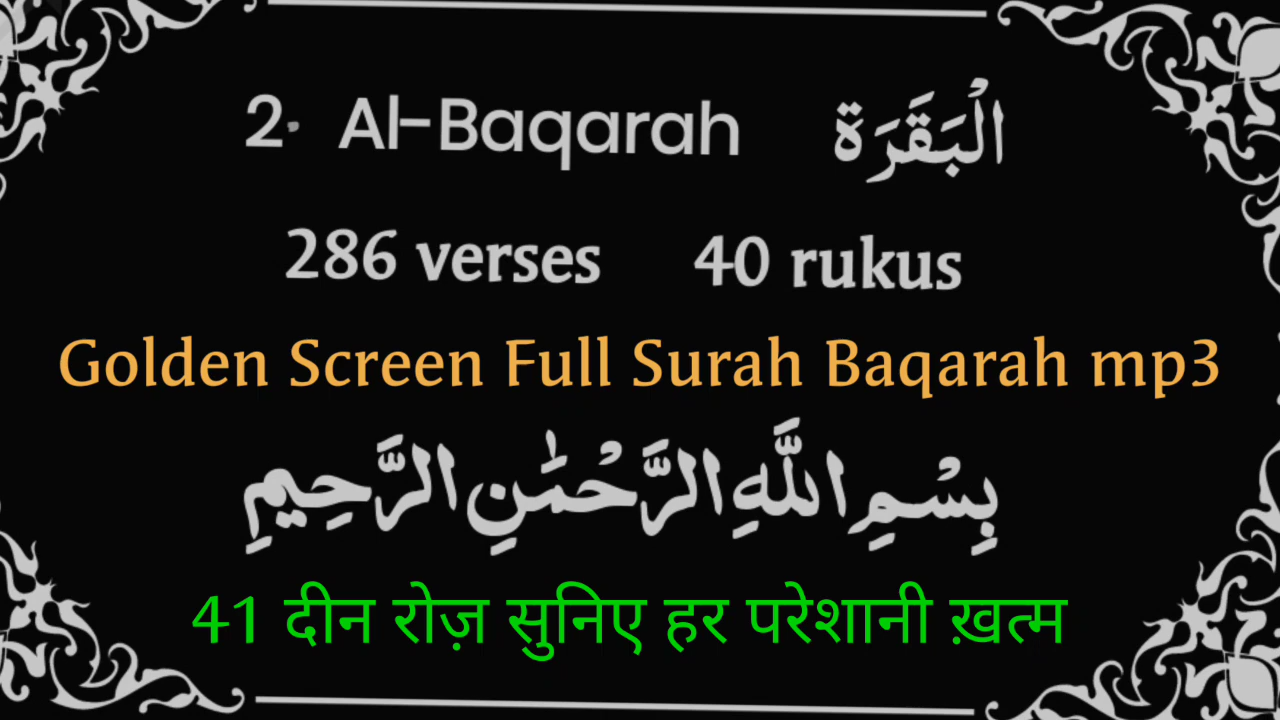 2. Al-Baqarah الْبَقَرَة
286 verses 40 rukus
Golden Screen Full Surah Baqarah mp3
بِسْمِ اللَّهِ الرَّحْمَٰنِ الرَّحِيمِ
41 दीन रोज़ सुनिए हर परेशानी ख़त्म